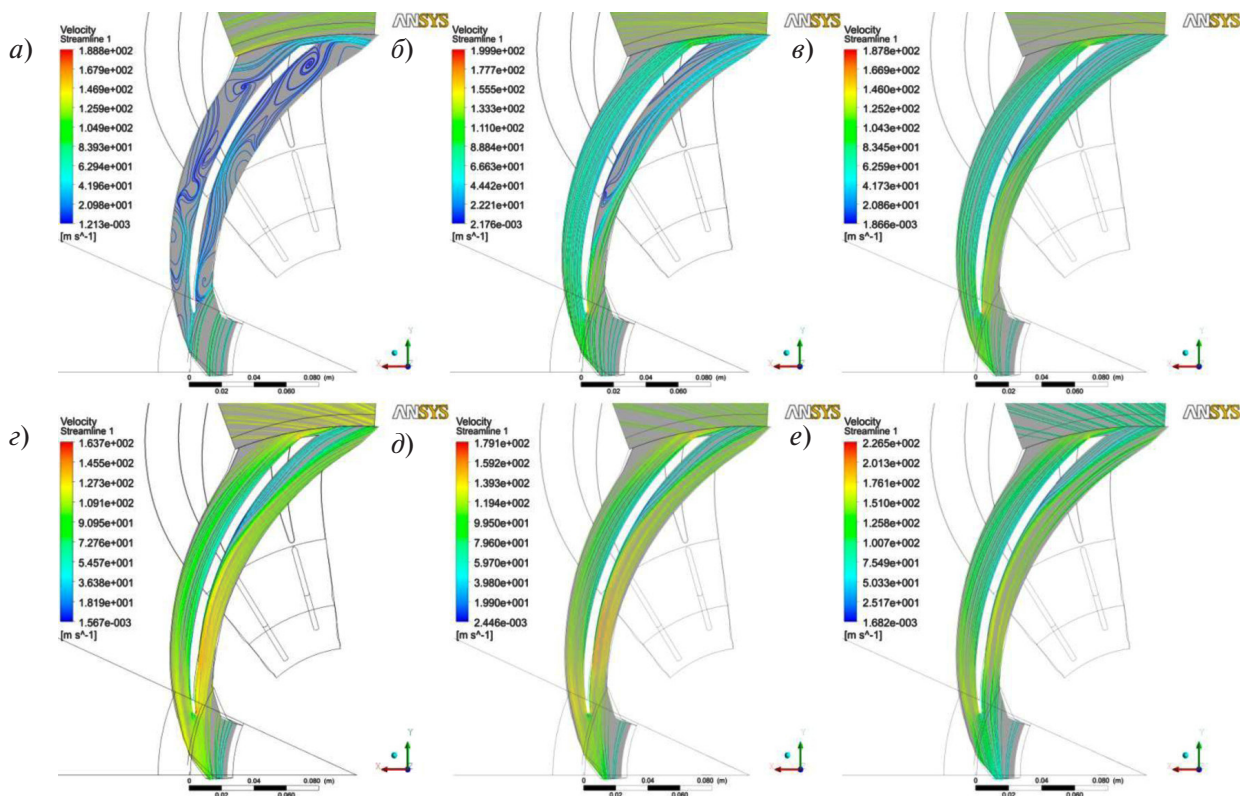 а)
ANSYS
Velocity
Streamline 1
1.888e+002
1.679e+002
1.469e+002
1.259e+002
1.049e+002
8.393e+001
6.294e+001
4.196e+001
2.098e+001
1.213e-003
[m s^-1]
Y
X
0 0.04 0.080 (m)
0.02 0.060
б)
ANSYS
Velocity
Streamline 1
1.999e+002
1.777e+002
1.555e+002
1.333e+002
1.110e+002
8.884e+001
6.663e+001
4.442e+001
2.221e+001
2.176e-003
[m s^-1]
Y
X
0 0.04 0.080 (m)
0.02 0.060
в)
ANSYS
Velocity
Streamline 1
1.878e+002
1.669e+002
1.460e+002
1.252e+002
1.043e+002
8.345e+001
6.259e+001
4.173e+001
2.086e+001
1.866e-003
[m s^-1]
Y
X
0 0.04 0.080 (m)
0.02 0.060
г)
ANSYS
Velocity
Streamline 1
1.637e+002
1.455e+002
1.273e+002
1.091e+002
9.095e+001
7.276e+001
5.457e+001
3.638e+001
1.819e+001
1.567e-003
[m s^-1]
Y
X
0 0.04 0.080 (m)
0.02 0.060
д)
ANSYS
Velocity
Streamline 1
1.791e+002
1.592e+002
1.393e+002
1.194e+002
9.950e+001
7.960e+001
5.970e+001
3.980e+001
1.990e+001
2.446e-003
[m s^-1]
Y
X
0 0.04 0.080 (m)
0.02 0.060
е)
ANSYS
Velocity
Streamline 1
2.265e+002
2.013e+002
1.761e+002
1.510e+002
1.258e+002
1.007e+002
7.549e+001
5.033e+001
2.517e+001
1.682e-003
[m s^-1]
Y
X
0 0.04 0.080 (m)
0.02 0.060